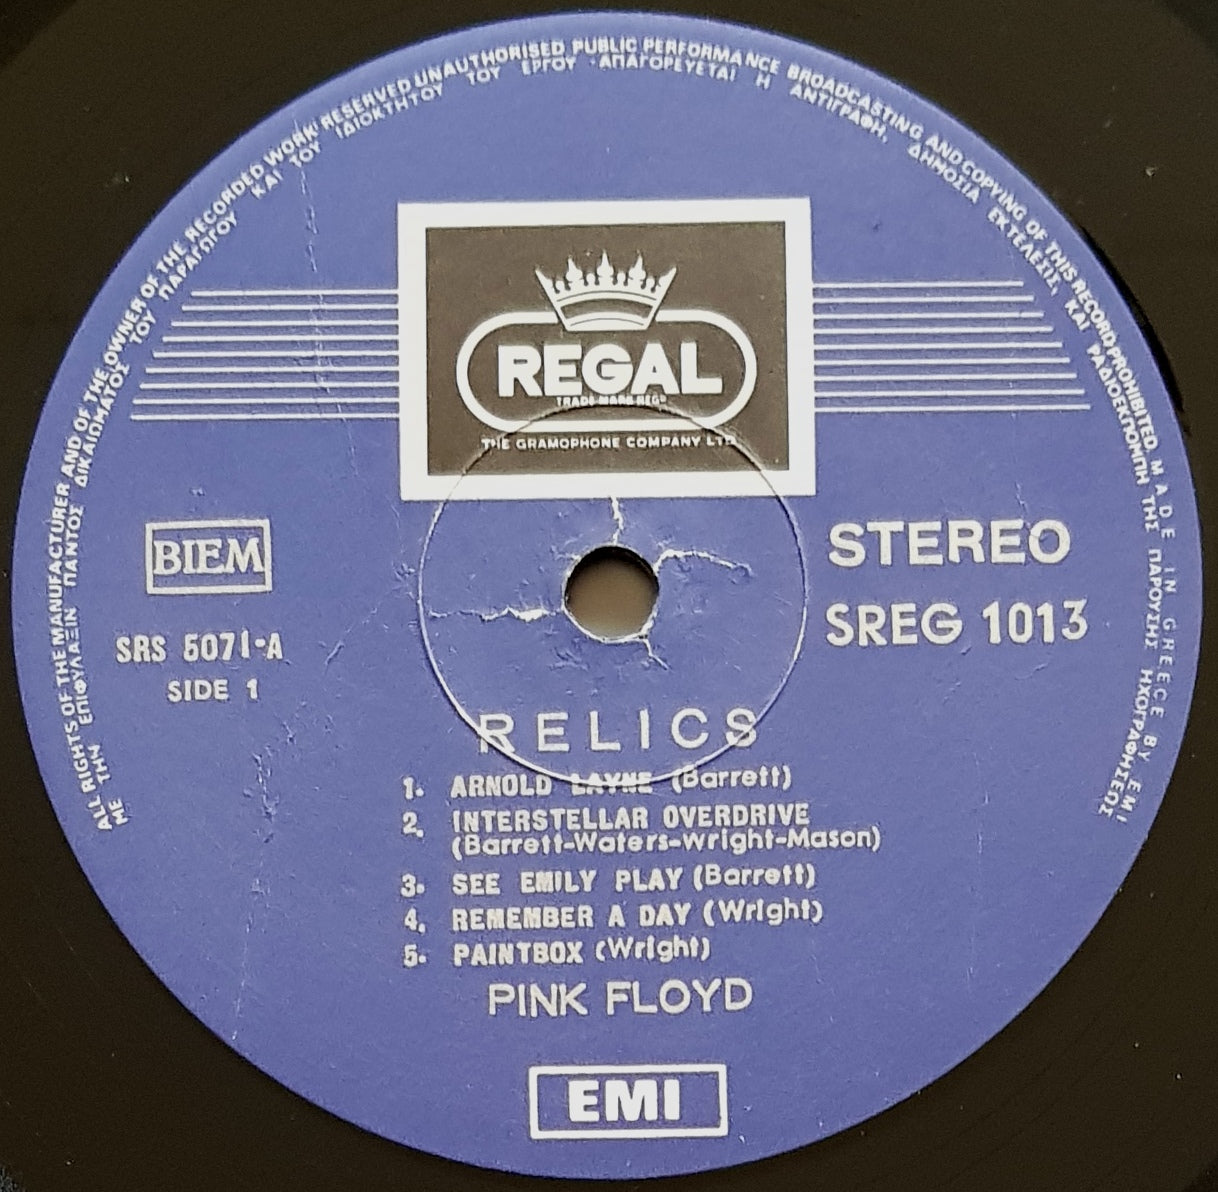 ALL RIGHTS OF THE MANUFACTURER AND OF THE OWNER OF THE RECORDED WORK RESERVED UNAUTHORISED PUBLIC PERFORMANCE BROADCASTING AND COPYING OF THIS RECORD PROHIBITED. MADE IN GREECE BY EMI
ΜΕ ΤΗΝ ΕΠΙΦΥΛΑΞΙΝ ΠΑΝΤΟΣ ΔΙΚΑΙΩΜΑΤΟΣ ΤΟΥ ΠΑΡΑΓΩΓΟΥ ΚΑΙ ΤΟΥ ΙΔΙΟΚΤΗΤΟΥ ΤΟΥ ΕΡΓΟΥ - ΑΠΑΓΟΡΕΥΕΤΑΙ Η ΑΝΤΙΓΡΑΦΗ, ΔΗΜΟΣΙΑ ΕΚΤΕΛΕΣΙΣ, ΚΑΙ ΡΑΔΙΟΕΚΠΟΜΠΗ ΤΗΣ ΠΑΡΟΥΣΗΣ ΗΧΟΓΡΑΦΗΣΕΩΣ
REGAL
TRADE MARK REGD
THE GRAMOPHONE COMPANY LTD
BIEM
STEREO
SREG 1013
SRS 5071-A
SIDE 1
RELICS
1. ARNOLD LAYNE (Barrett)
2. INTERSTELLAR OVERDRIVE
(Barrett-Waters-Wright-Mason)
3. SEE EMILY PLAY (Barrett)
4. REMEMBER A DAY (Wright)
5. PAINTBOX (Wright)
PINK FLOYD
EMI